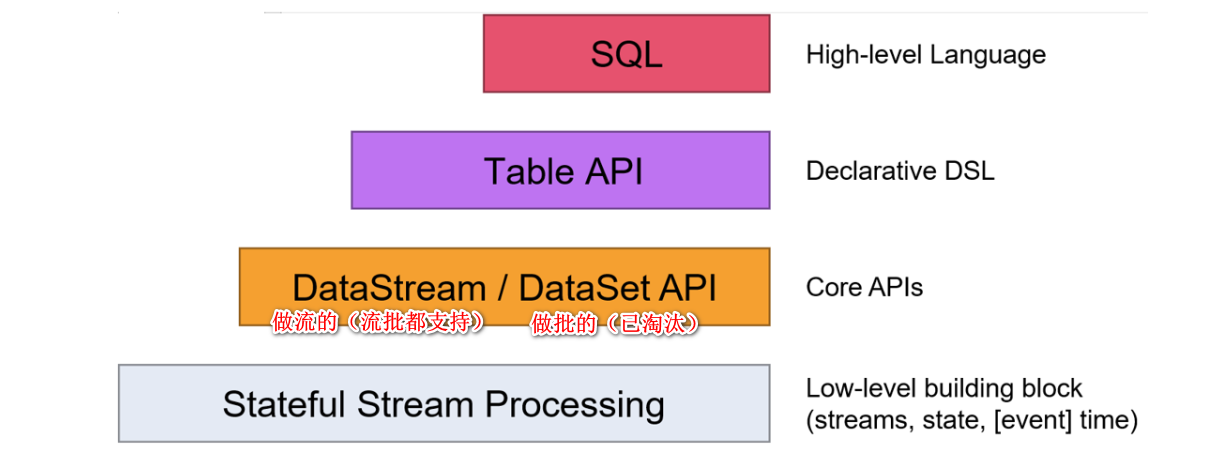 SQL
High-level Language
Table API
Declarative DSL
DataStream / DataSet API
Core APIs
做流的（流批都支持）
做批的（已淘汰）
Stateful Stream Processing
Low-level building block
(streams, state, [event] time)